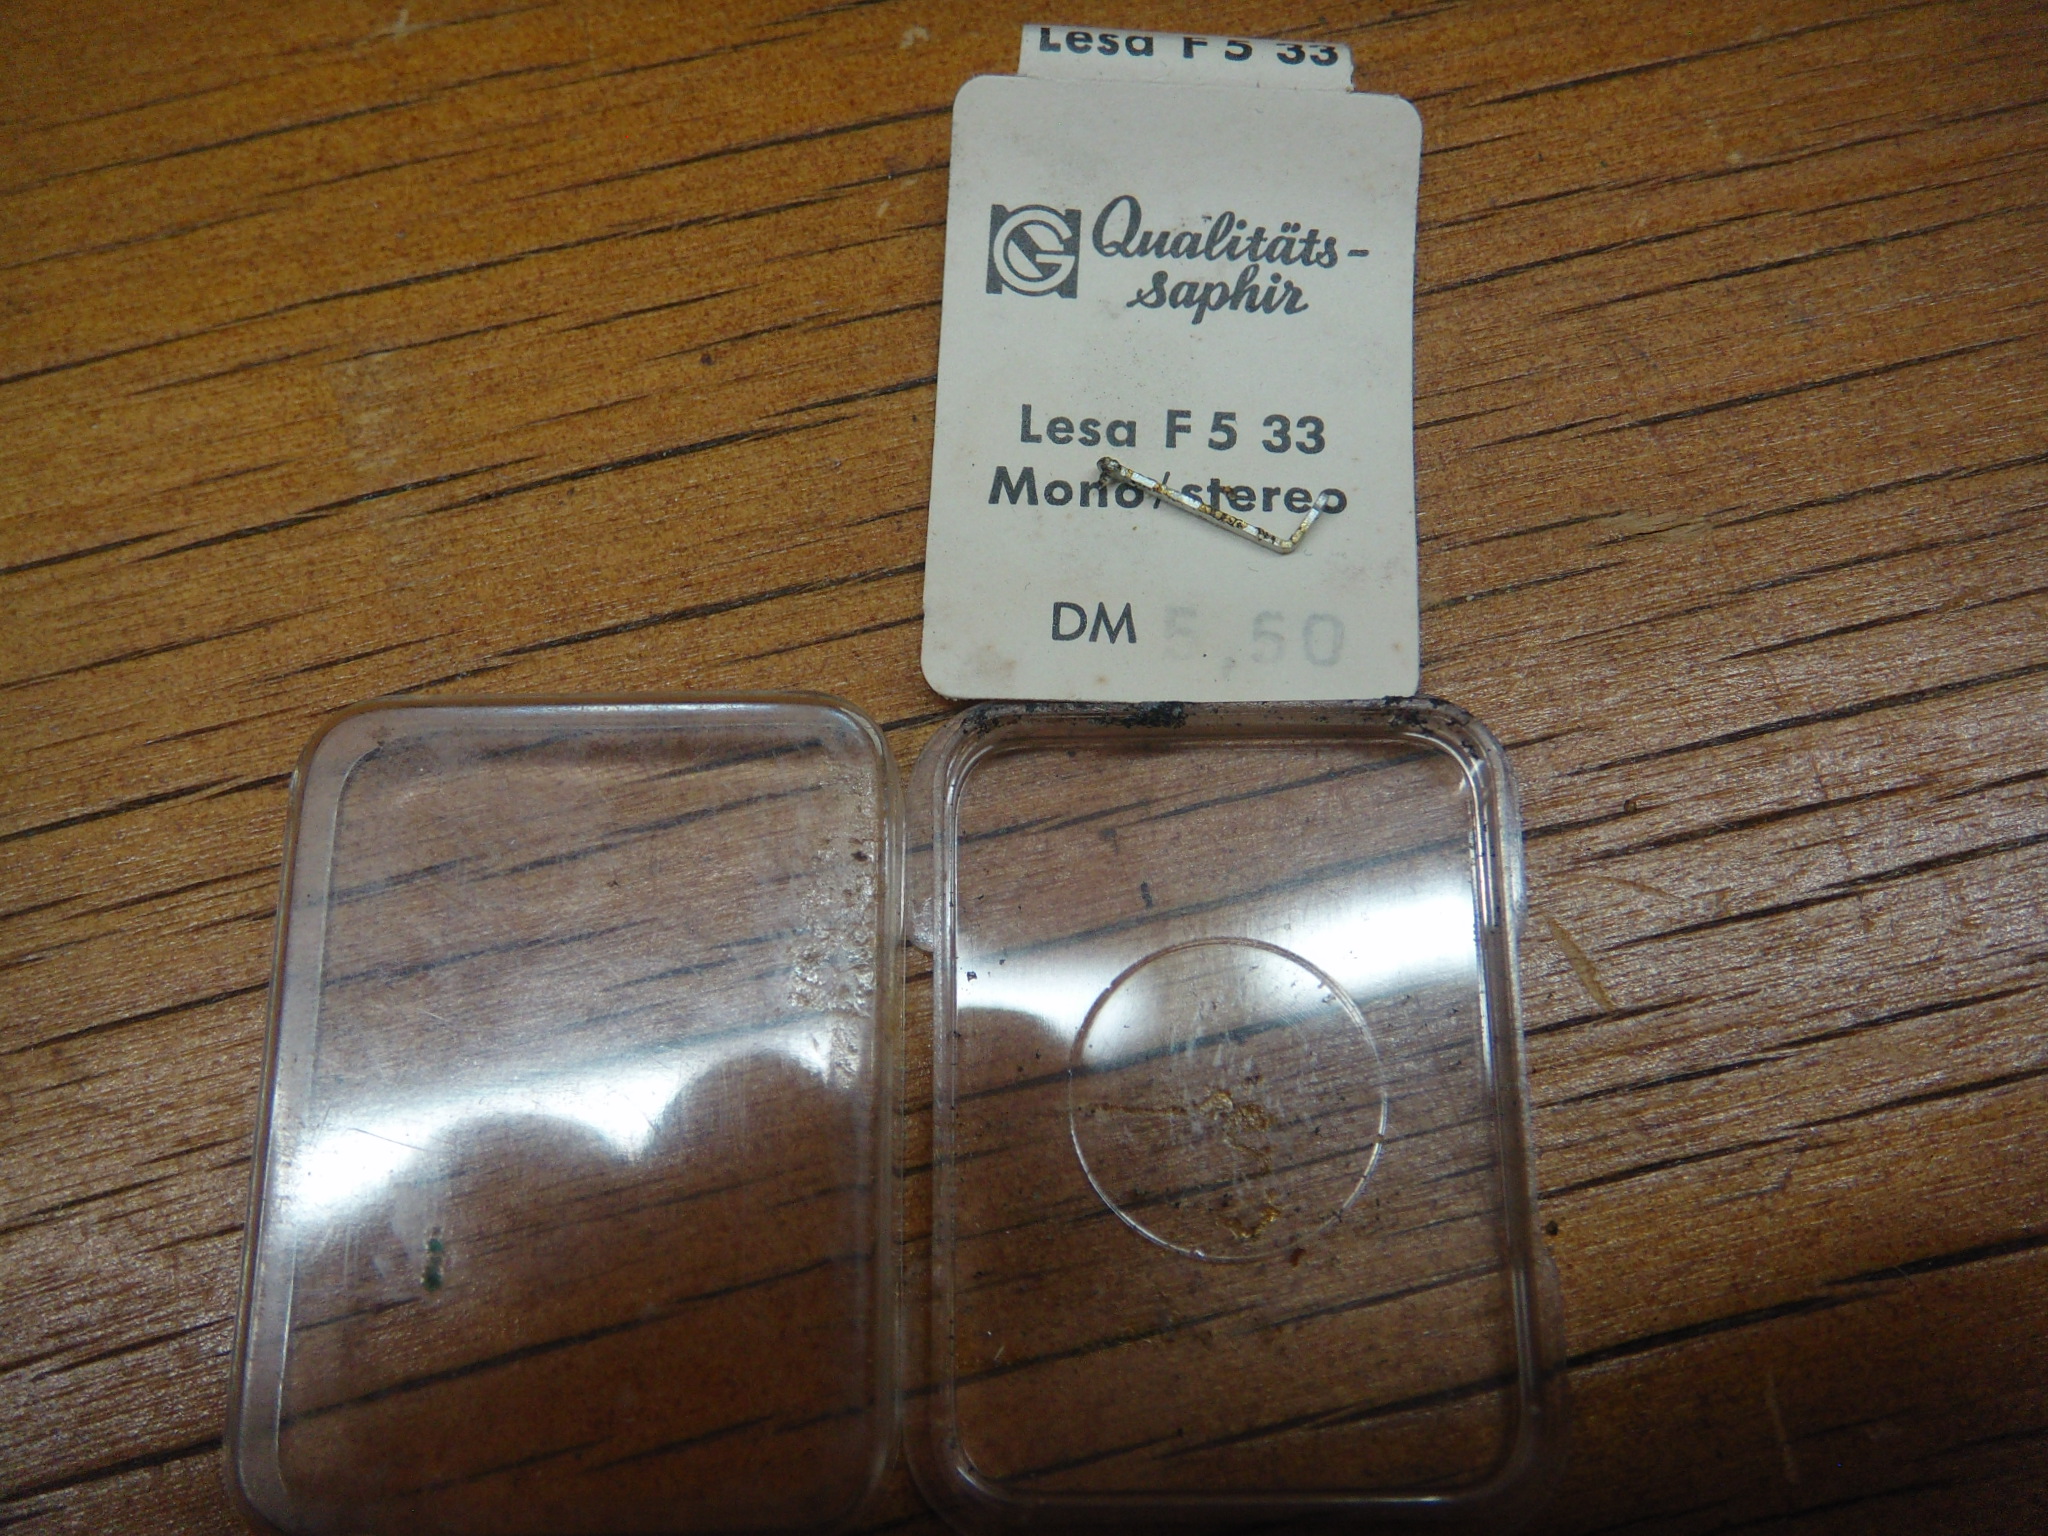 Lesa F 5 33
Qualitäts-
saphir
Lesa F 5 33
Mono/stereo
DM 5,50